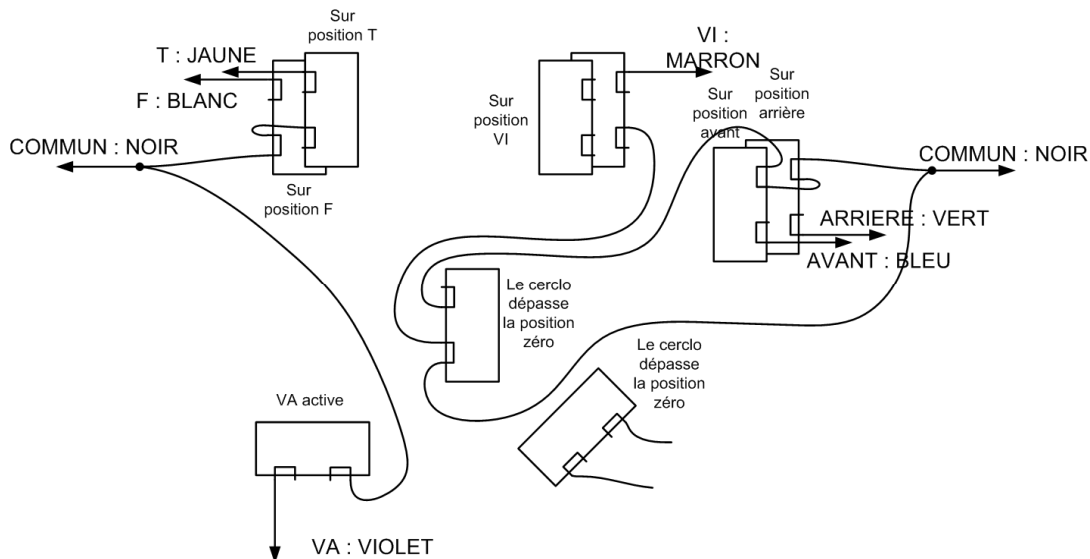 Sur
position T
T : JAUNE
F : BLANC
COMMUN : NOIR
Sur
position F
VI :
MARRON
Sur
position
VI
Sur
position
avant
Sur
position
arrière
COMMUN : NOIR
ARRIERE : VERT
AVANT : BLEU
Le cerclo
dépasse
la position
zéro
Le cerclo
dépasse
la position
zéro
VA active
VA : VIOLET